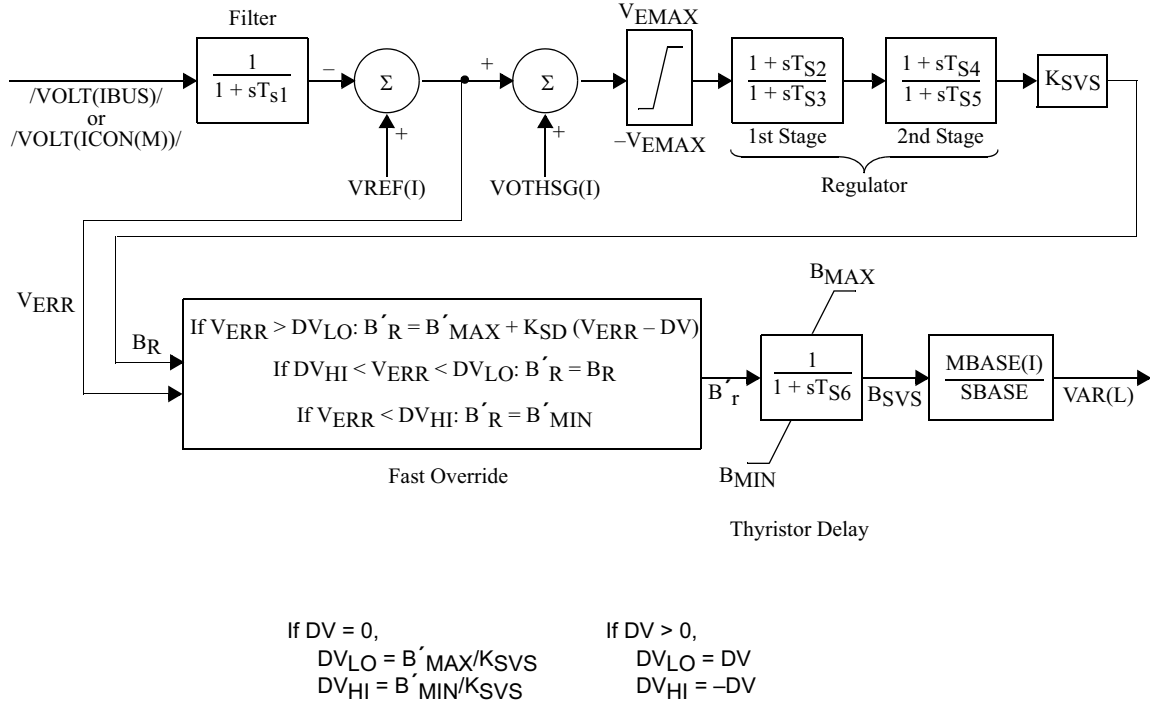 Filter
1
1 + sTs1
/VOLT(IBUS)/
or
/VOLT(ICON(M))/
–
Σ
+
VREF(I)
+
Σ
+
VOTHSG(I)
VEMAX
–VEMAX
1 + sTS2
1 + sTS3
1st Stage
1 + sTS4
1 + sTS5
2nd Stage
Regulator
KSVS
VERR
BR
If VERR > DVLO: B´R = B´MAX + KSD (VERR – DV)
If DVHI < VERR < DVLO: B´R = BR
If VERR < DVHI: B´R = B´MIN
Fast Override
B´r
BMAX
1
1 + sTS6
BMIN
Thyristor Delay
BSVS
MBASE(I)
SBASE
VAR(L)
If DV = 0,
DVLO = B´MAX/KSVS
DVHI = B´MIN/KSVS
If DV > 0,
DVLO = DV
DVHI = –DV